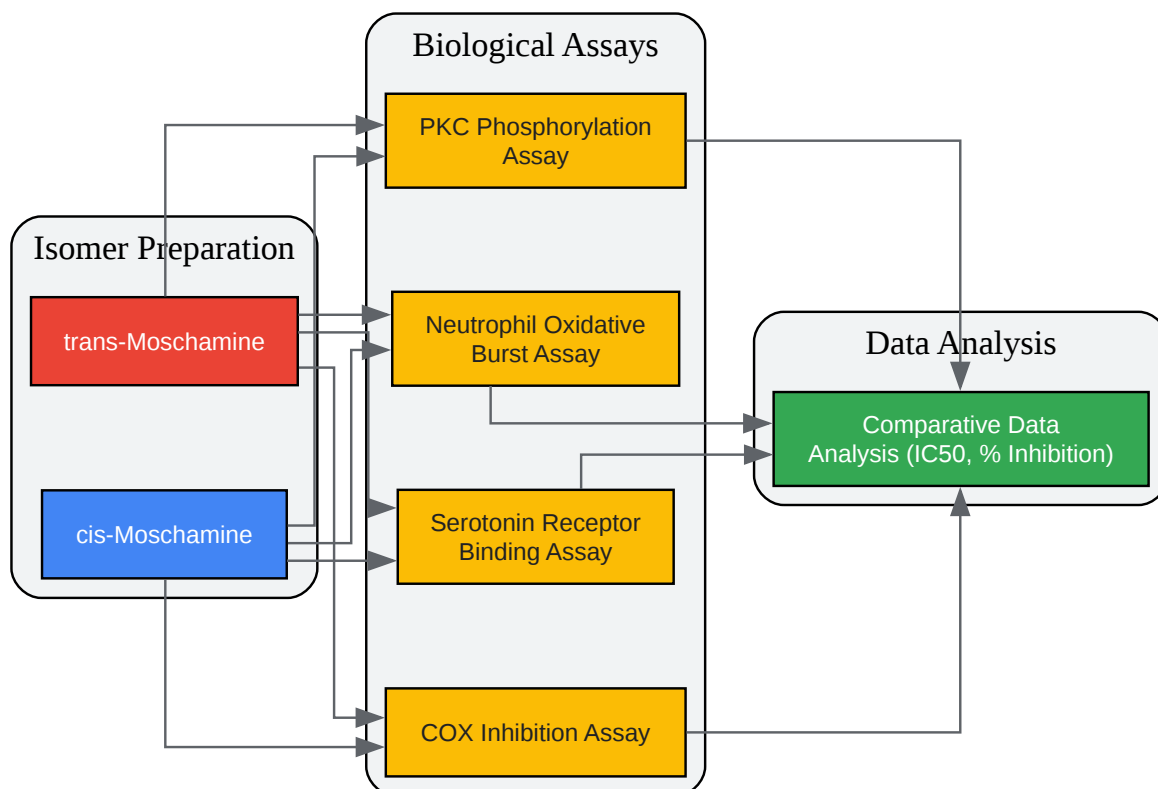 Biological Assays
PKC Phosphorylation
Assay
Isomer Preparation
trans-Moschamine
Neutrophil Oxidative
Burst Assay
Data Analysis
Comparative Data
Analysis (IC50, % Inhibition)
cis-Moschamine
Serotonin Receptor
Binding Assay
COX Inhibition Assay